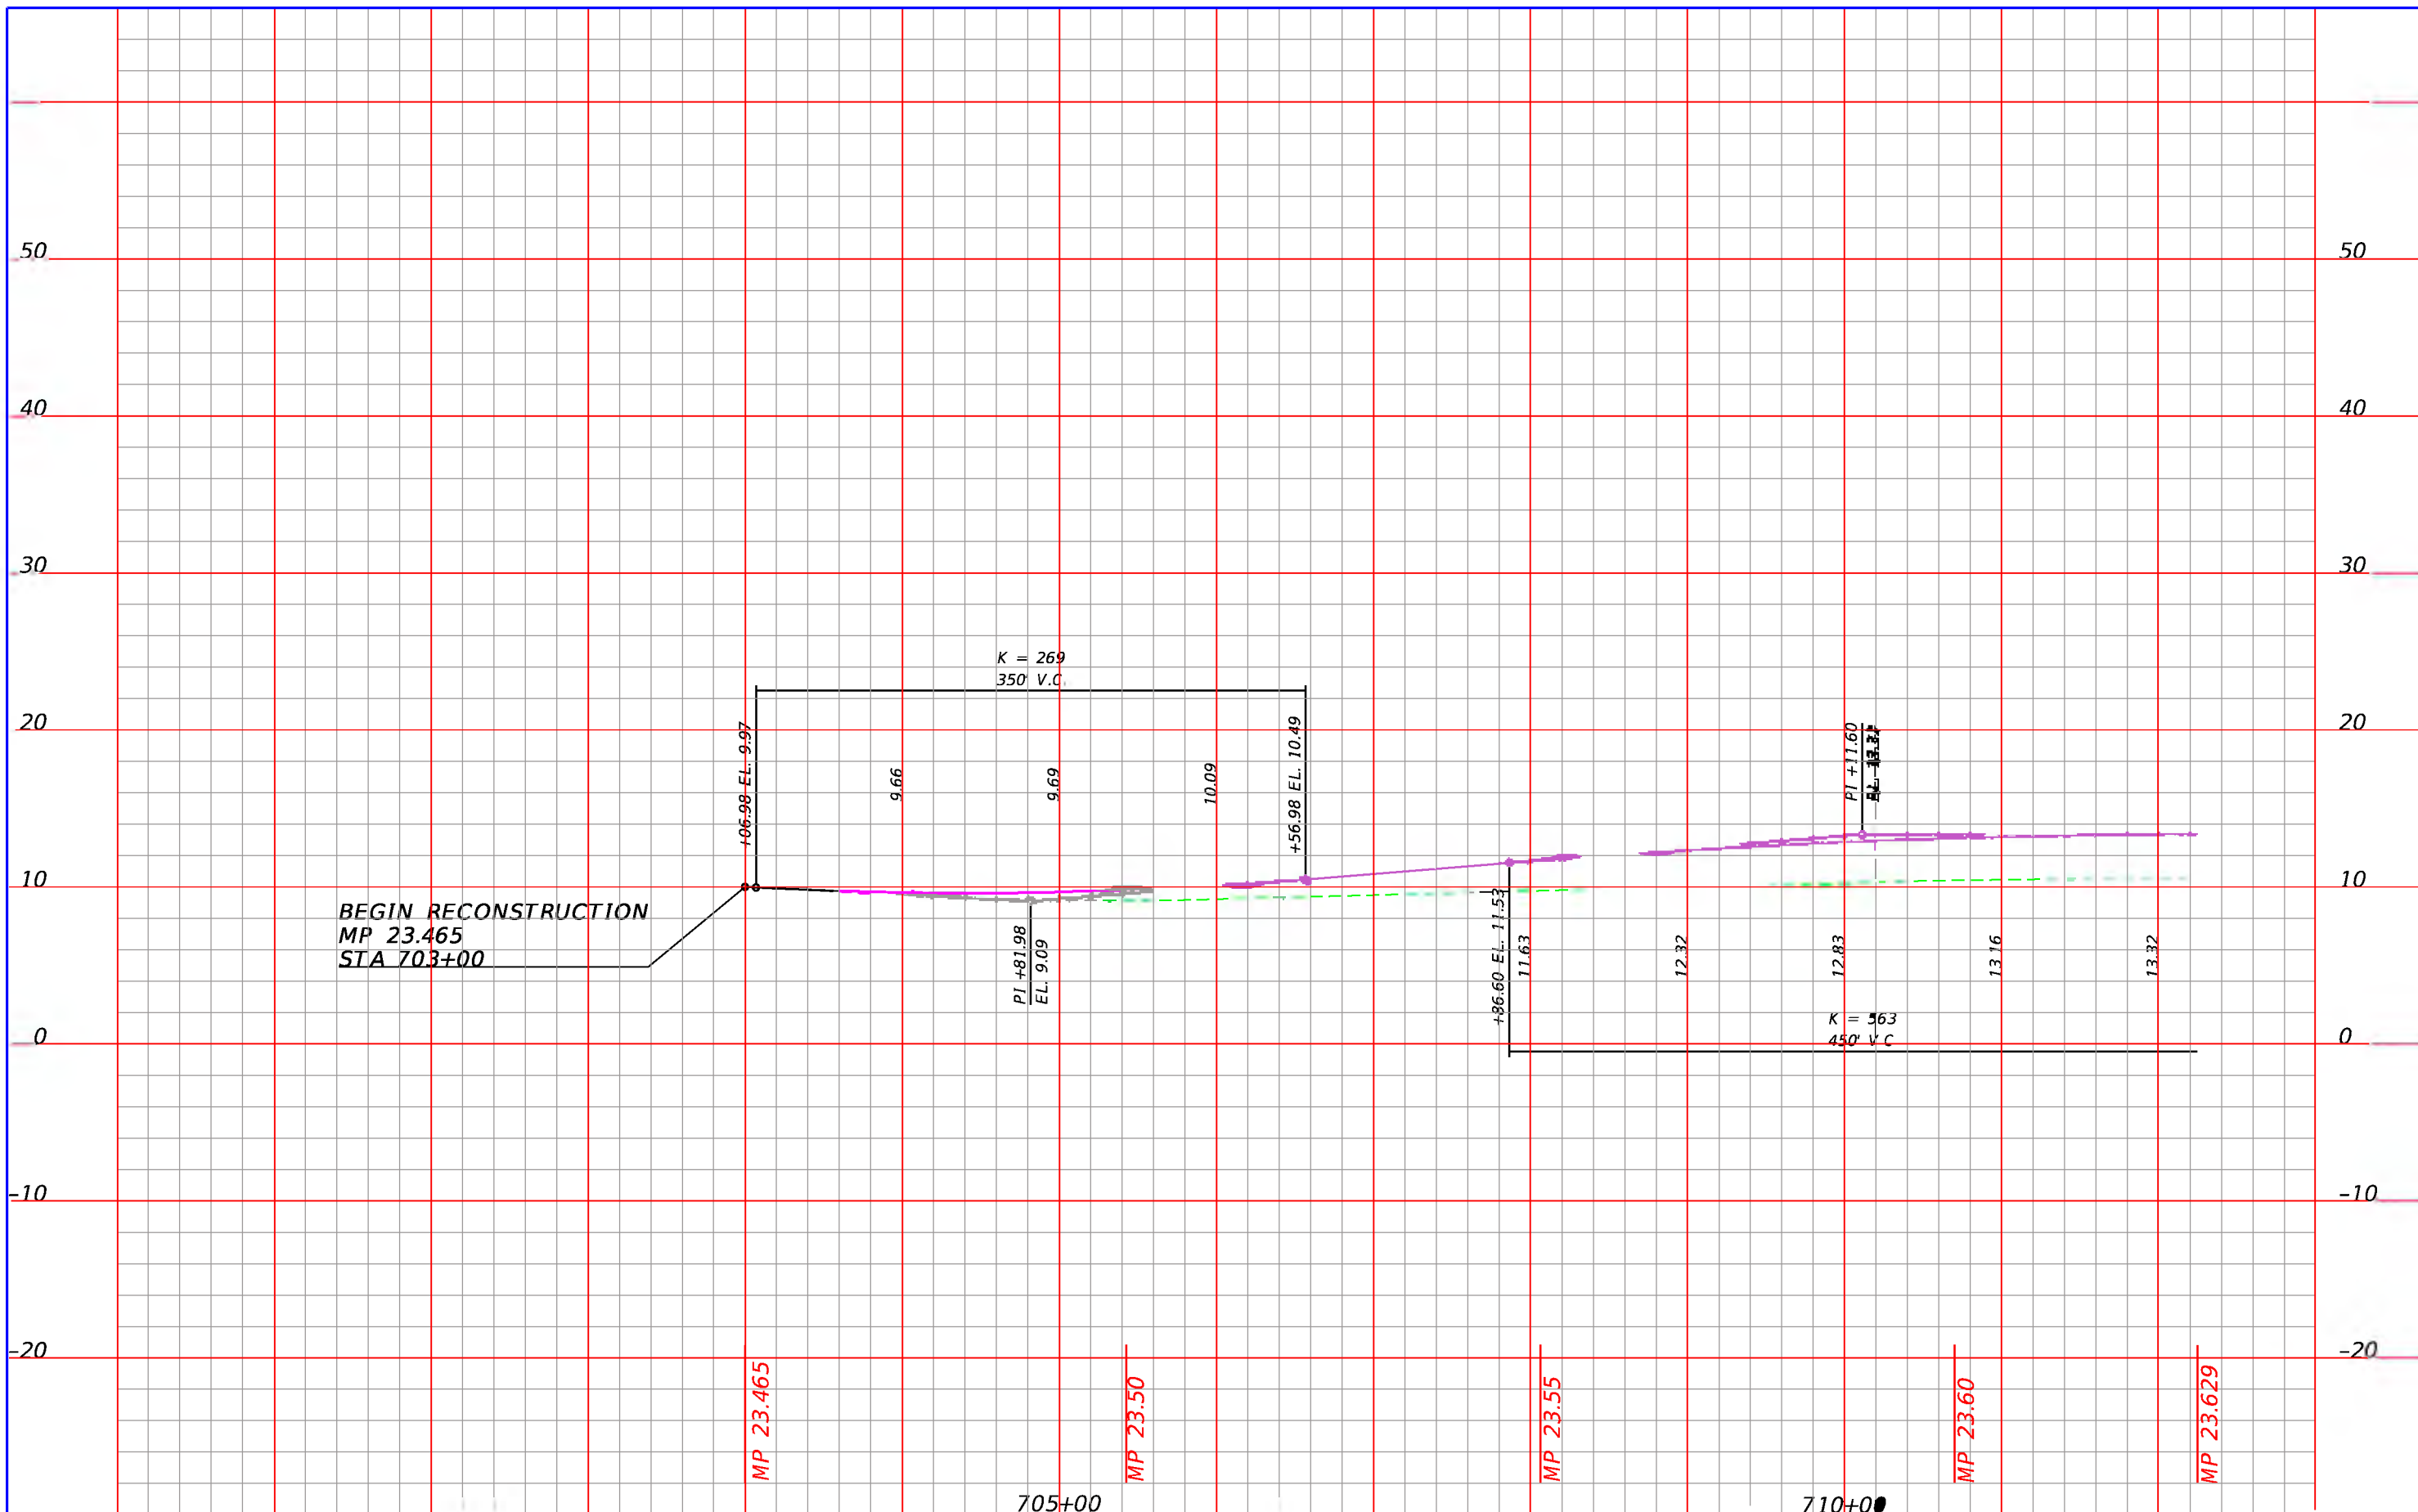 50 50
40 40
30 30
K = 269
350' V.C.
20 20
+06.98 EL. 9.97
9.66
9.69
10.09
+56.98 EL. 10.49
PI +11.60
10 10
BEGIN RECONSTRUCTION
MP 23.465
STA 703+00
PI +81.98
EL. 9.09
+86.60 EL. 11.53
11.63
12.32
12.83
13.16
13.32
K = 563
450' V.C
0 0
-10 -10
-20 -20
MP 23.465
MP 23.50
MP 23.55
MP 23.60
MP 23.629
705+00
710+00